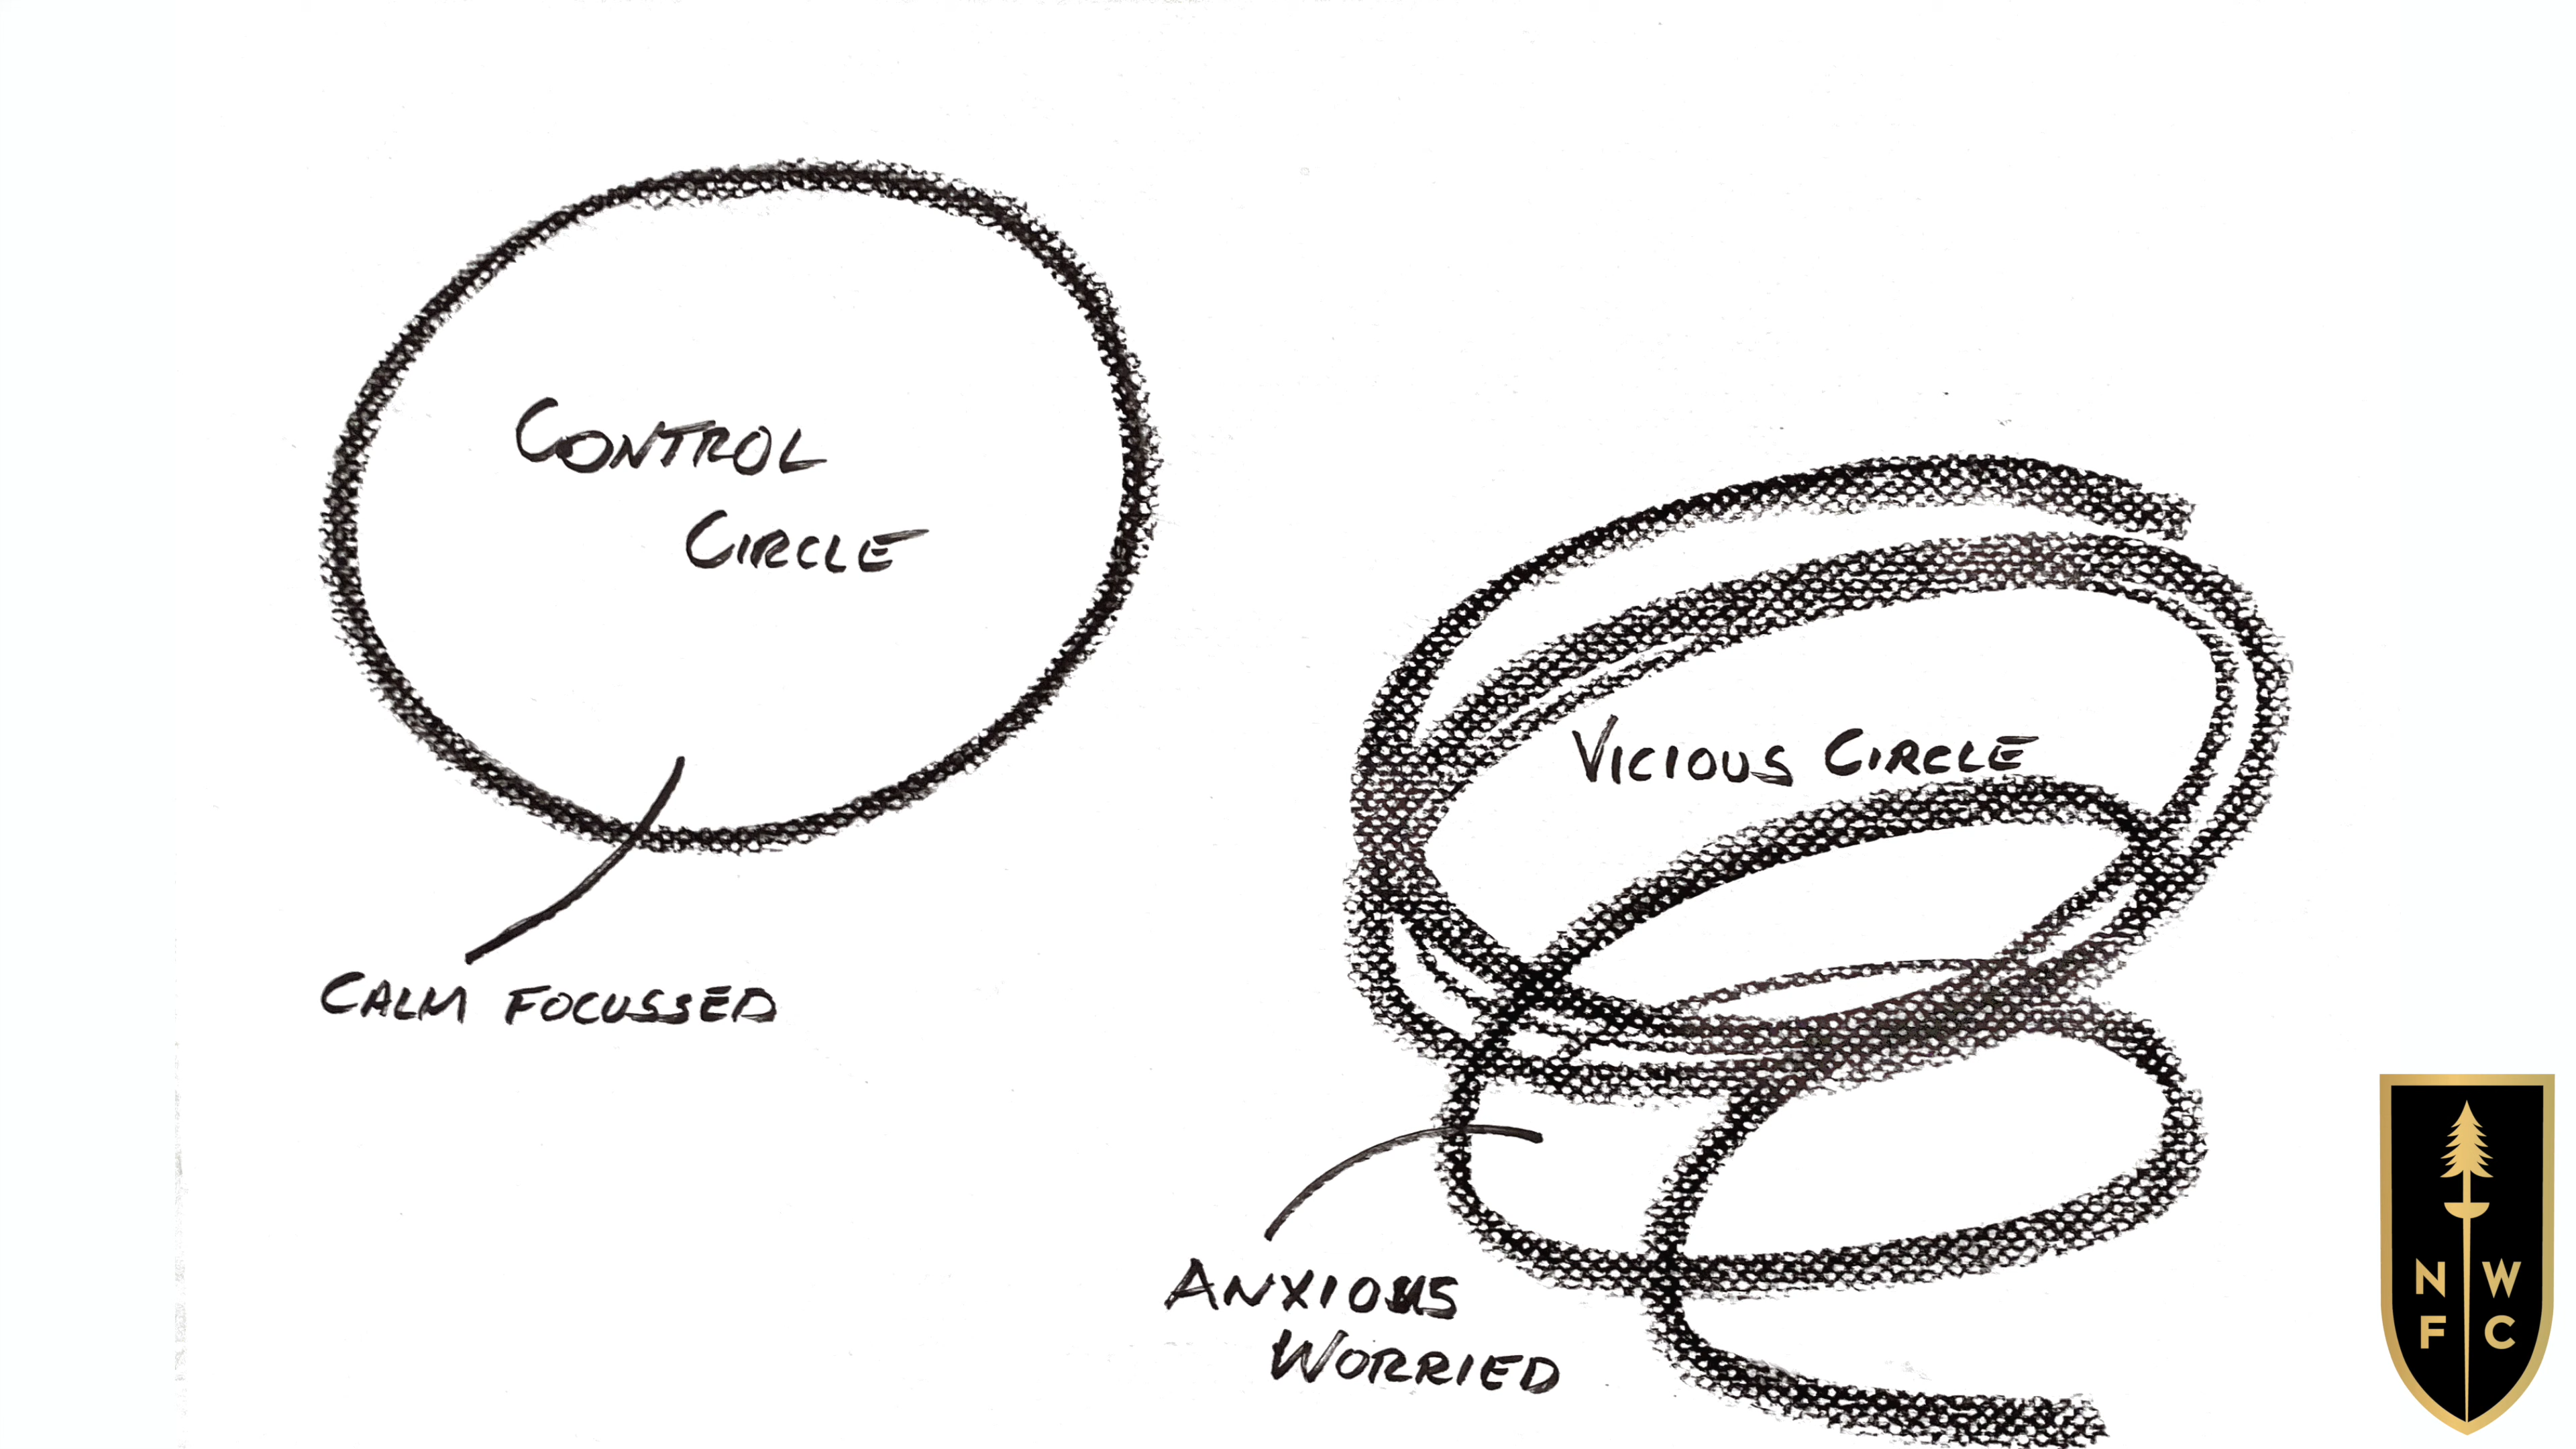 CONTROL
CIRCLE
CALM FOCUSSED
VICIOUS CIRCLE
ANXIOUS
WORRIED
N W
F C